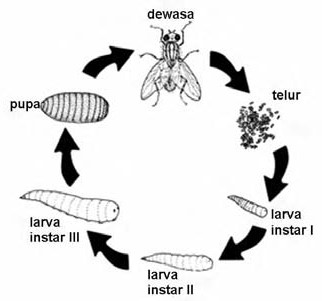 dewasa
telur
larva
instar I
larva
instar II
larva
instar III
pupa